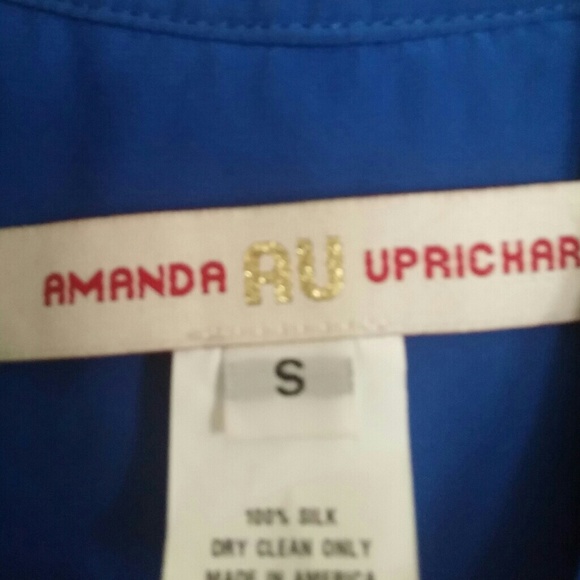 AMANDA AU UPRICHAR
S
100% SILK
DRY CLEAN ONLY
MADE IN AMERICA